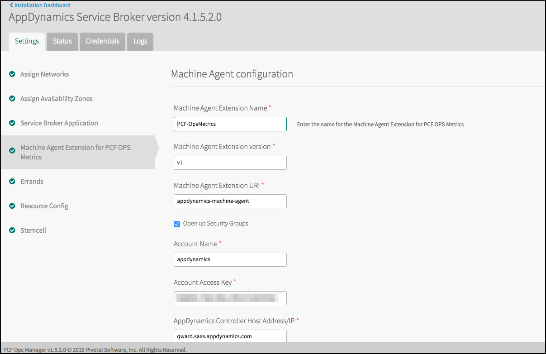 Installation Dashboard
AppDynamics Service Broker version 4.1.5.2.0
Settings Status Credentials Logs
Assign Networks
Assign Availability Zones
Service Broker Application
Machine Agent Extension for PCF OPS
Metrics
Errands
Resource Config
Stemcell
Machine Agent configuration
Machine Agent Extension Name *
PCF-OpsMetrics
Enter the name for the Machine Agent Extension for PCF OPS Metrics
Machine Agent Extension version *
v1
Machine Agent Extension URI *
appdynamics-machine-agent
Open up Security Groups
Account Name *
appdynamics
Account Access Key *
AppDynamics Controller Host Address/IP *
qward.saas.appdynamics.com
PCF Ops Manager v1.5.2.0 © 2015 Pivotal Software, Inc. All Rights Reserved.